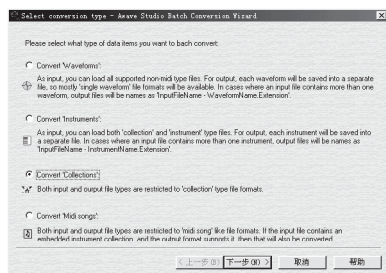 Select conversion type - Awave Studio Batch Conversion Wizard
Please select what type of data items you want to bach convert:
Convert 'Waveforms':
As input, you can load all supported non-midi type files. For output, each waveform will be saved into a separate
file, so mostly 'single waveform' file formats will be available. In cases where an input file contains more than one
waveform, output files will be names as 'InputFileName - WaveformName.Extension'.
Convert 'Instruments':
As input, you can load both 'collection' and 'instrument' type files. For output, each instrument will be saved into
a separate file. In cases where an input file contains more than one instrument, output files will be names as
'InputFileName - InstrumentName.Extension'.
Convert 'Collections':
Both input and ouput file types are restricted to 'collection' type file formats.
Convert 'Midi songs':
Both input and ouput file types are restricted to 'midi song' like file formats. If the input file contains an
embedded instrument collection, and the output format supports it, then that will also be converted.
< 上一步(B) 下一步(N) > 取消 帮助